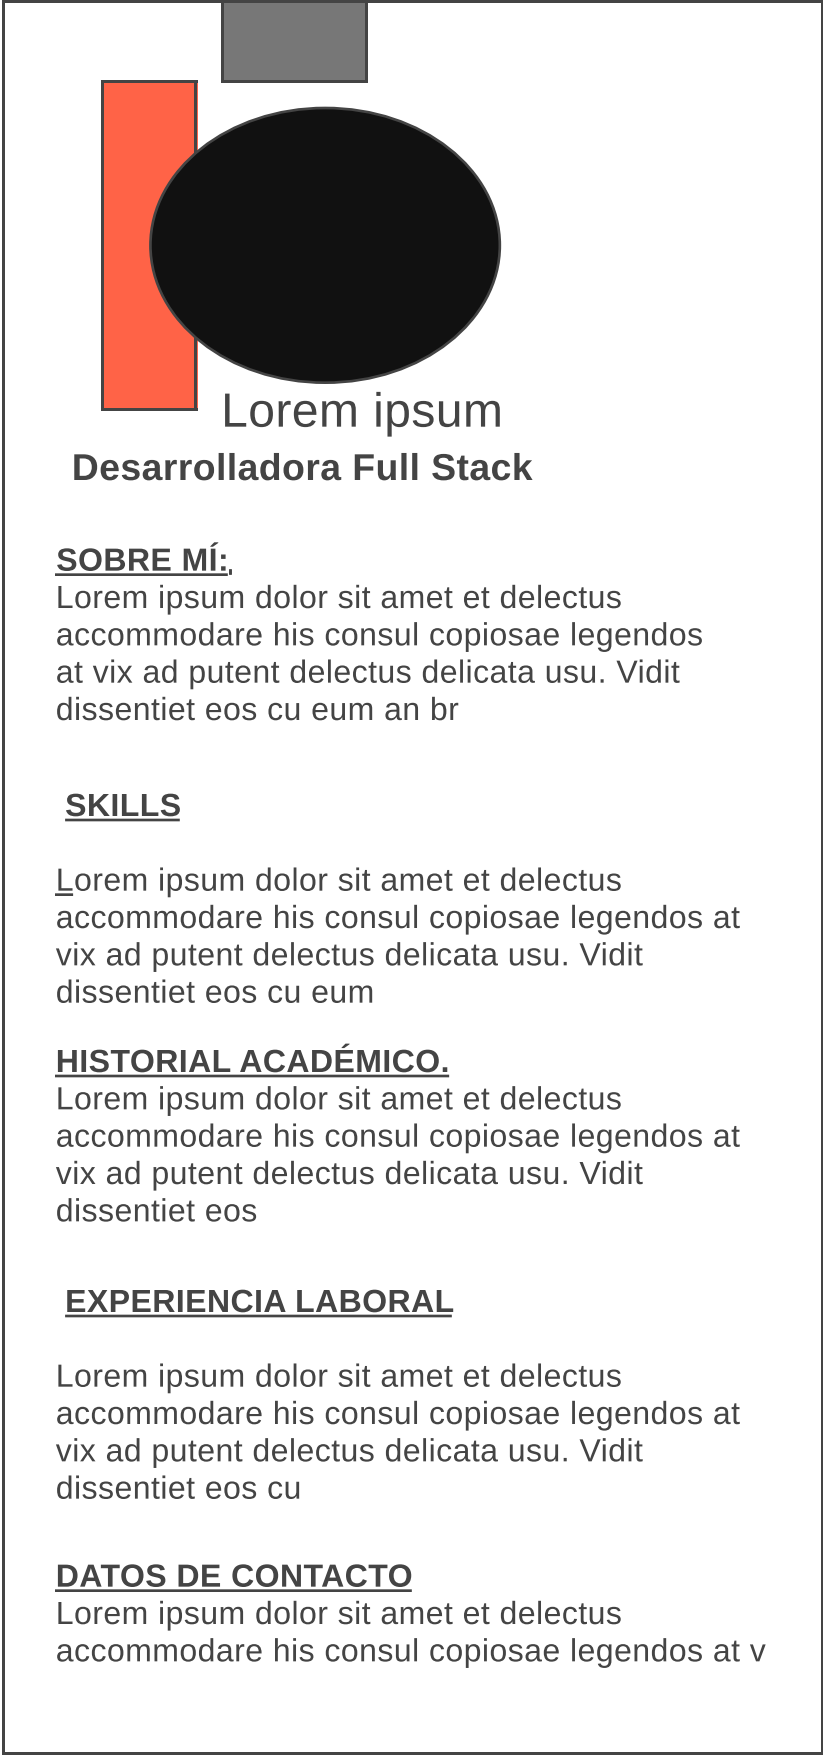 Lorem ipsum
Desarrolladora Full Stack
SOBRE MÍ:
Lorem ipsum dolor sit amet et delectus
accommodare his consul copiosae legendos
at vix ad putent delectus delicata usu. Vidit
dissentiet eos cu eum an br
SKILLS
Lorem ipsum dolor sit amet et delectus
accommodare his consul copiosae legendos at
vix ad putent delectus delicata usu. Vidit
dissentiet eos cu eum
HISTORIAL ACADÉMICO.
Lorem ipsum dolor sit amet et delectus
accommodare his consul copiosae legendos at
vix ad putent delectus delicata usu. Vidit
dissentiet eos
EXPERIENCIA LABORAL
Lorem ipsum dolor sit amet et delectus
accommodare his consul copiosae legendos at
vix ad putent delectus delicata usu. Vidit
dissentiet eos cu
DATOS DE CONTACTO
Lorem ipsum dolor sit amet et delectus
accommodare his consul copiosae legendos at v